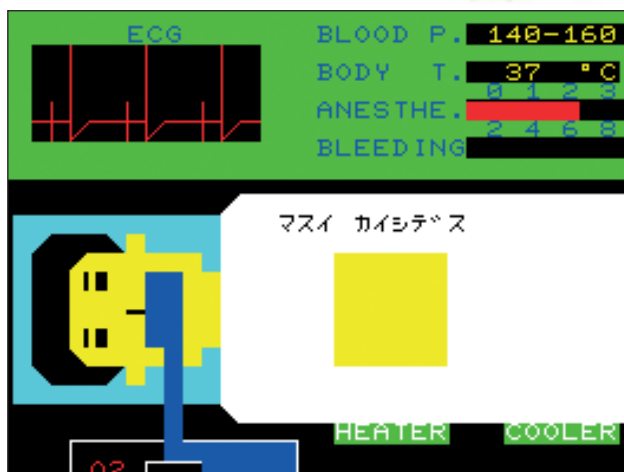 ECG
BLOOD P. 140-160
BODY T. 37 °C
0 1 2 3
ANESTHE.
2 4 6 8
BLEEDING
マスイ カイシデス
HEATER COOLER
O2